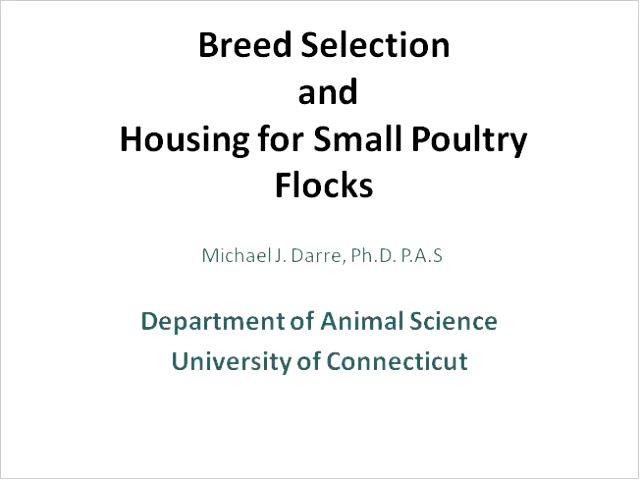 Breed Selection
and
Housing for Small Poultry
Flocks
Michael J. Darre, Ph.D. P.A.S
Department of Animal Science
University of Connecticut